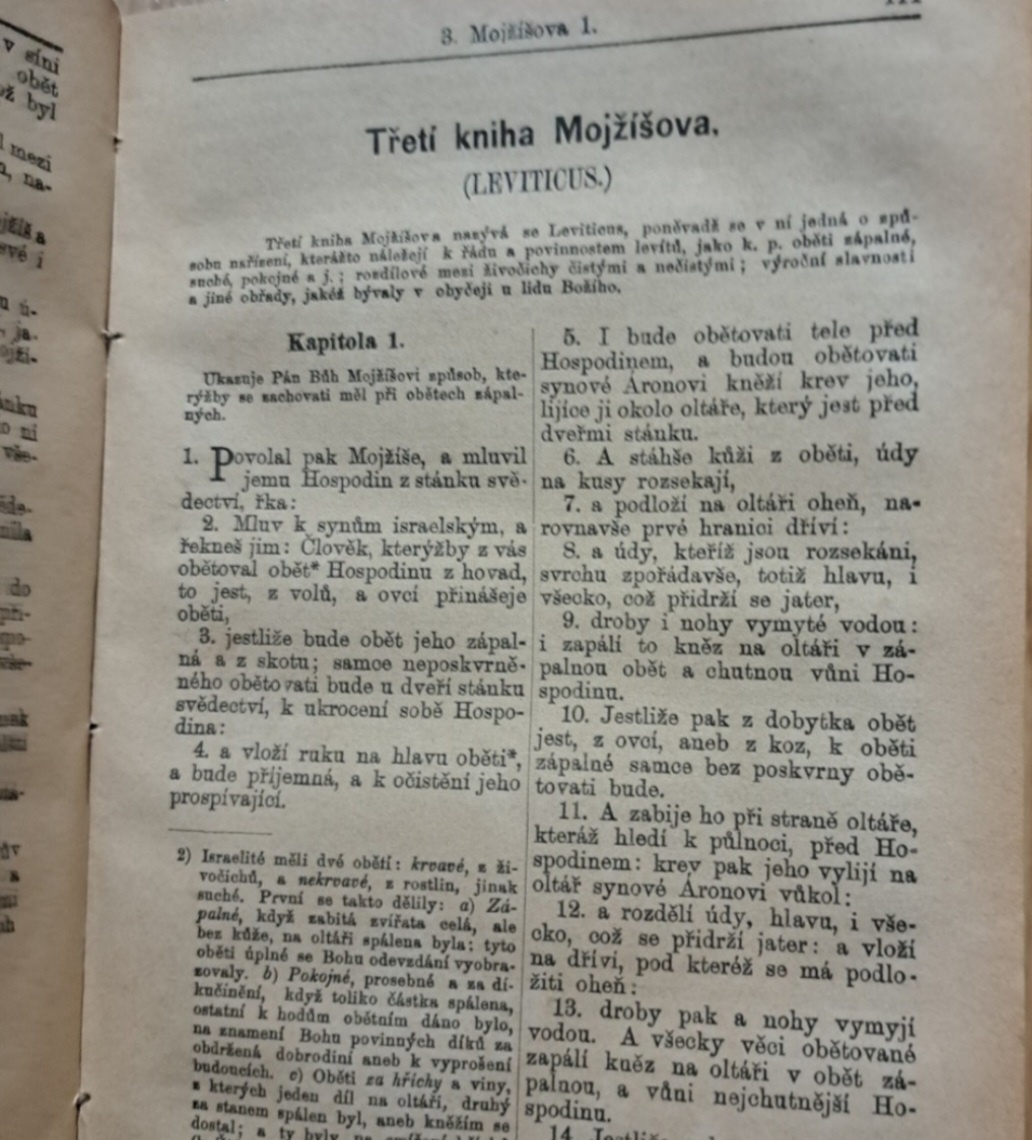 v síni
obět
byl
mezi
na-
3. Mojžíšova 1.
Třetí kniha Mojžíšova.
(LEVITICUS.)
Třetí kniha Mojžíšova nazývá se Leviticus, poněvadž se v ní jedná o spů-
sobu nařízení, kterážto náležejí k řádu a povinnostem levítů, jako k. p. oběti zápalné,
suché, pokojné a j.; rozdílové mezi živočichy čistými a nečistými; výroční slavnosti
a jiné obřady, jakéž bývaly v obyčeji u lidu Božího.
Kapitola 1.
Ukazuje Pán Bůh Mojžíšovi způsob, kte-
rýžby se zachovati měl při obětech zápal-
ných.
1. Povolal pak Mojžíše, a mluvil
jemu Hospodin z stánku svě-
dectví, řka:
2. Mluv k synům israelským, a
řekneš jim: Člověk, kterýžby z vás
obětoval obět* Hospodinu z hovad,
to jest, z volů, a ovcí přinášeje
oběti,
3. jestliže bude obět jeho zápal-
ná a z skotu; samce neposkvrně-
ného obětovati bude u dveří stánku
svědectví, k ukrocení sobě Hospo-
dina:
4. a vloží ruku na hlavu oběti*,
a bude příjemná, a k očistění jeho
prospívající.
2) Israelité měli dvé obětí: krvavé, z ži-
vočichů, a nekrvavé, z rostlin, jinak
suché. První se takto dělily: a) Zá-
palné, když zabitá zvířata celá, ale
bez kůže, na oltáři spálena byla; tyto
oběti úplné se Bohu odevzdání vyobra-
zovaly. b) Pokojné, prosebné a za dí-
kučinění, když toliko částka spálena,
ostatní k hodům obětním dáno bylo,
na znamení Bohu povinných díků za
obdržená dobrodiní aneb k vyprošení
budoucích. c) Oběti za hříchy a viny,
z kterých jeden díl na oltáři, druhý
za stanem spálen byl, aneb kněžím se
dostal; a ty byly
5. I bude obětovati tele před
Hospodinem, a budou obětovati
synové Áronovi kněží krev jeho,
lijíce ji okolo oltáře, který jest před
dveřmi stánku.
6. A stáhše kůži z oběti, údy
na kusy rozsekají,
7. a podloží na oltáři oheň, na-
rovnavše prvé hranici dříví:
8. a údy, kteříž jsou rozsekáni,
svrchu zpořádavše, totiž hlavu, i
všecko, což přidrží se jater,
9. droby i nohy vymyté vodou:
i zapálí to kněz na oltáři v zá-
palnou obět a chutnou vůni Ho-
spodinu.
10. Jestliže pak z dobytka obět
jest, z ovcí, aneb z koz, k oběti
zápalné samce bez poskvrny obě-
tovati bude.
11. A zabije ho při straně oltáře,
kteráž hledí k půlnoci, před Ho-
spodinem: krev pak jeho vylijí na
oltář synové Áronovi vůkol:
12. a rozdělí údy, hlavu, i vše-
cko, což se přidrží jater: a vloží
na dříví, pod kteréž se má podlo-
žiti oheň:
13. droby pak a nohy vymyjí
vodou. A všecky věci obětované
zapálí kněz na oltáři v obět zá-
palnou, a vůni nejchutnější Ho-
spodinu.
14. Jestliže